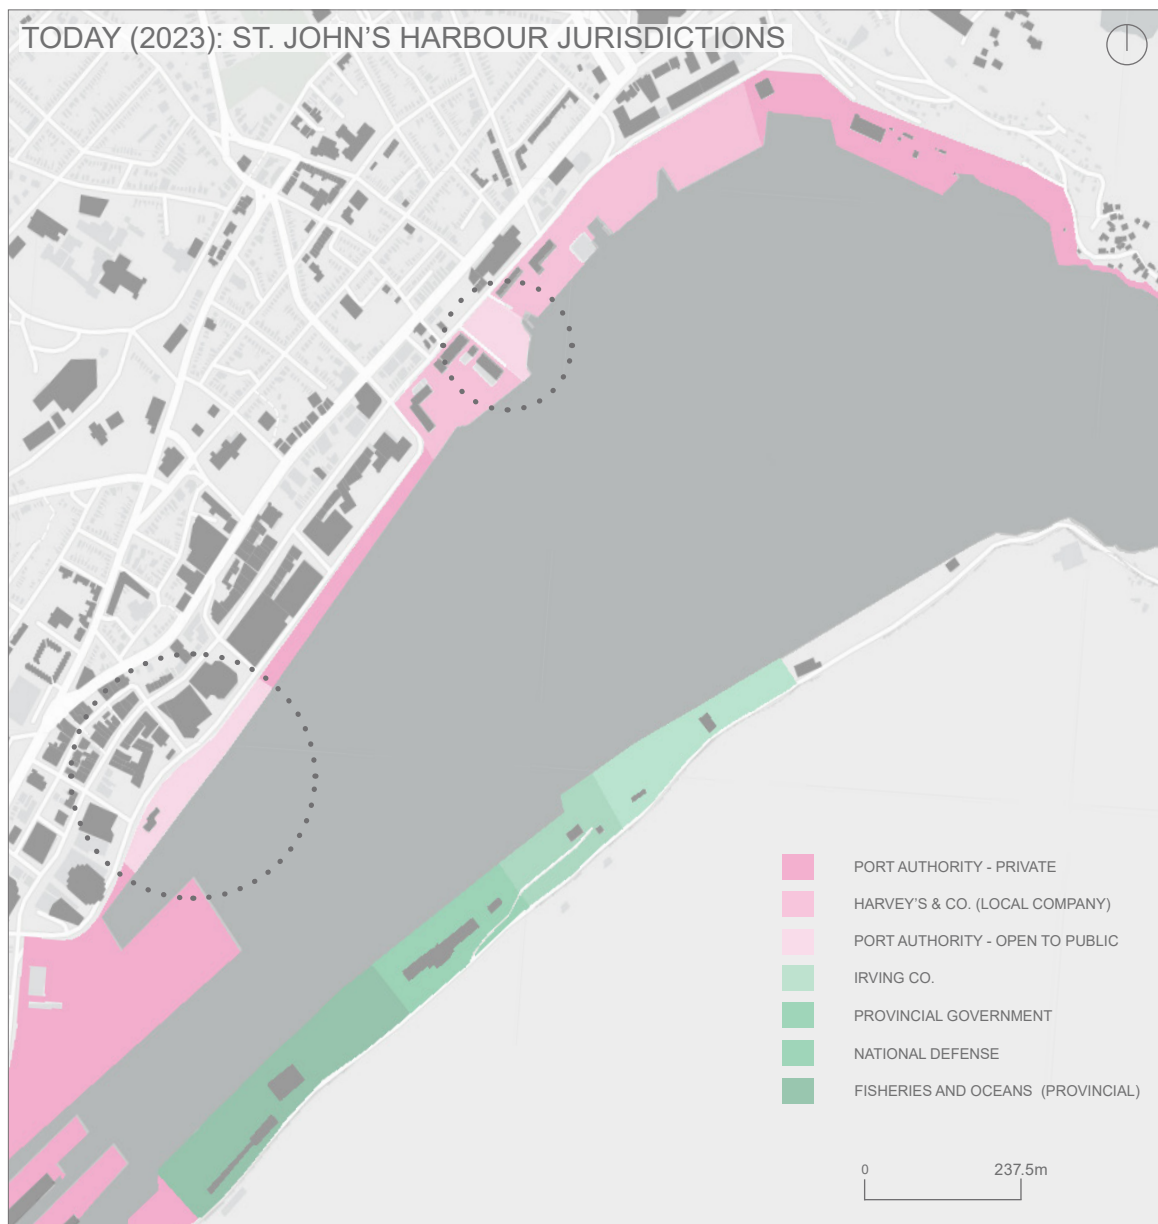 TODAY (2023): ST. JOHN'S HARBOUR JURISDICTIONS
PORT AUTHORITY - PRIVATE
HARVEY'S & CO. (LOCAL COMPANY)
PORT AUTHORITY - OPEN TO PUBLIC
IRVING CO.
PROVINCIAL GOVERNMENT
NATIONAL DEFENSE
FISHERIES AND OCEANS (PROVINCIAL)
0 237.5m